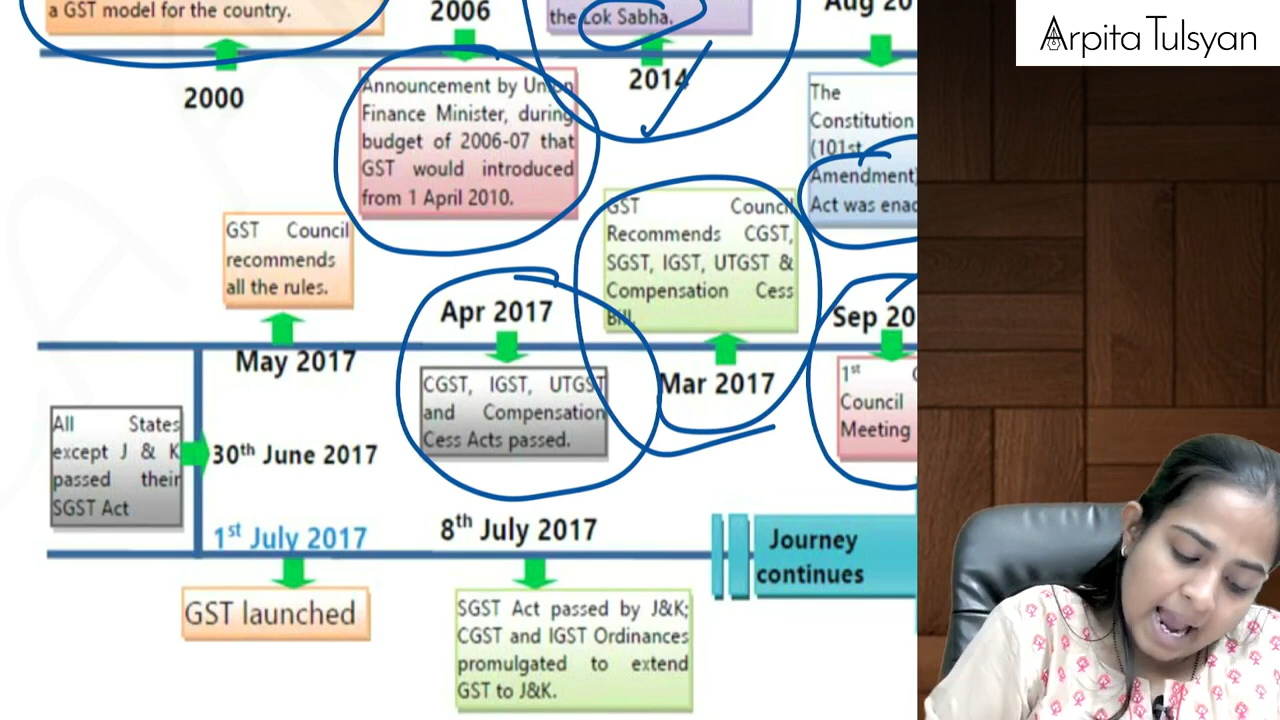 a GST model for the country.
2006
the Lok Sabha.
Aug 20
Arpita Tulsyan
2000
Announcement by Union
Finance Minister, during
budget of 2006-07 that
GST would introduced
from 1 April 2010.
2014
The
Constitution
(101st
Amendment)
Act was enac
GST Council
recommends
all the rules.
GST Council
Recommends CGST,
SGST, IGST, UTGST &
Compensation Cess
Bill.
Apr 2017
Sep 20
May 2017
CGST, IGST, UTGST
and Compensation
Cess Acts passed.
Mar 2017
1st
Council
Meeting
All States
except J & K
passed their
SGST Act
30th June 2017
1st July 2017
8th July 2017
Journey
continues
GST launched
SGST Act passed by J&K;
CGST and IGST Ordinances
promulgated to extend
GST to J&K.